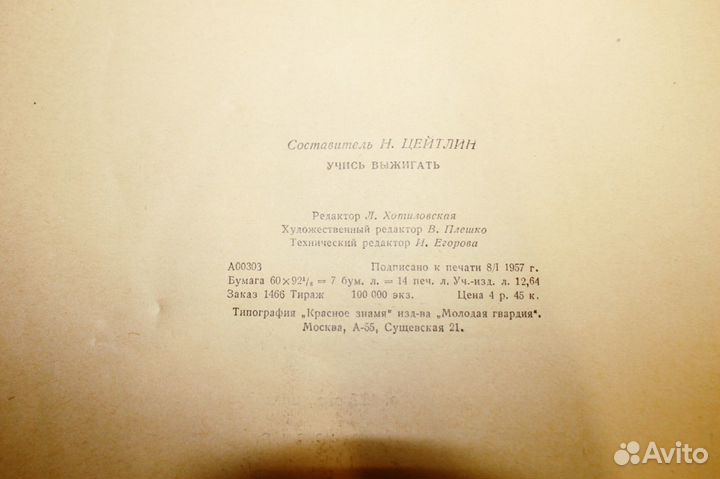 Составитель Н. ЦЕЙТЛИН
УЧИСЬ ВЫЖИГАТЬ
Редактор Л. Хотиловская
Художественный редактор В. Плешко
Технический редактор И. Егорова
А00303 Подписано к печати 8/I 1957 г.
Бумага 60×92¹/₈ = 7 бум. л. = 14 печ. л. Уч.-изд. л. 12,64
Заказ 1466 Тираж 100 000 экз. Цена 4 р. 45 к.
Типография „Красное знамя" изд-ва „Молодая гвардия".
Москва, А-55, Сущевская 21.
Avito